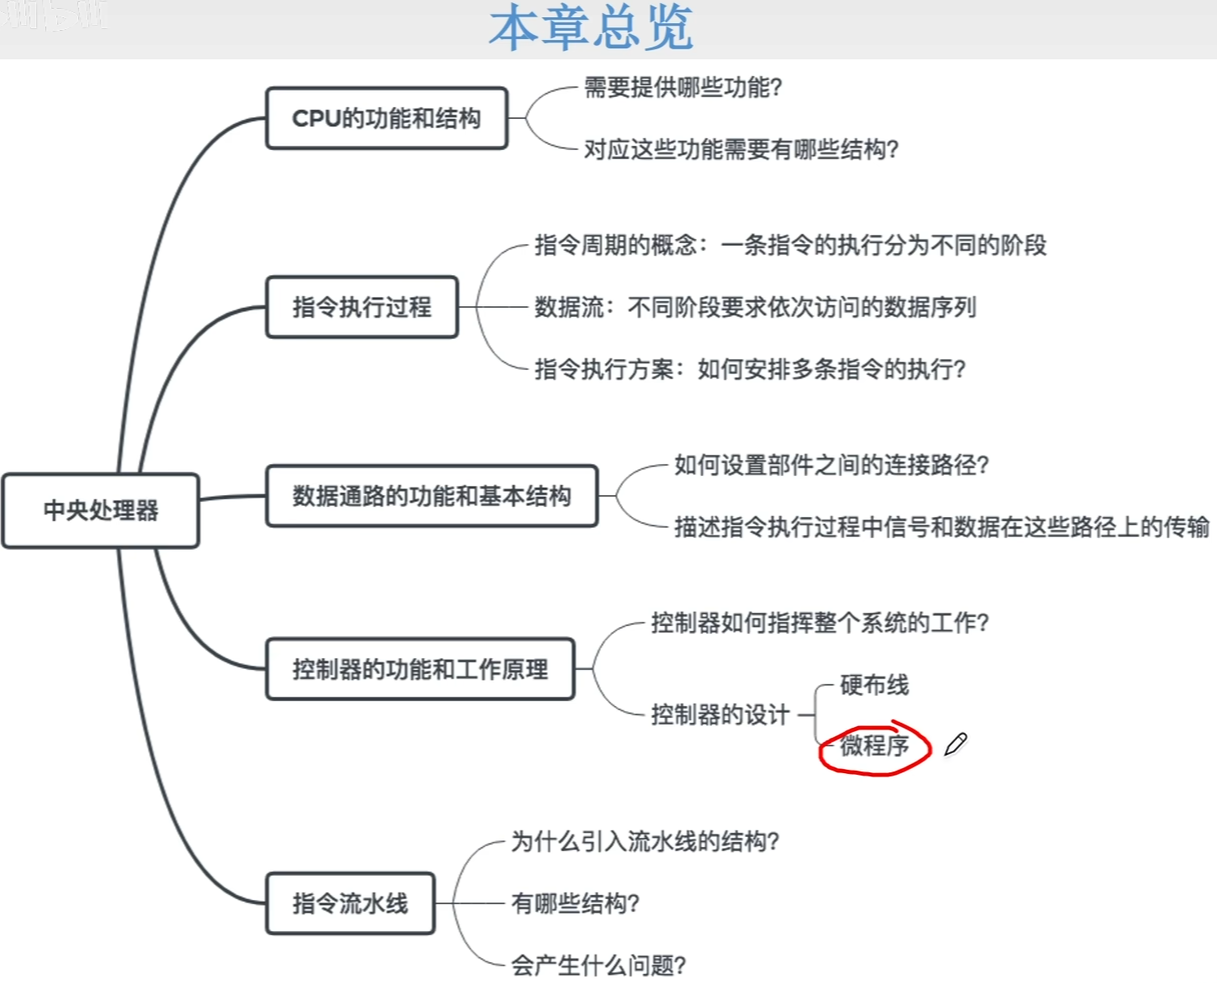 本章总览
CPU的功能和结构
需要提供哪些功能?
对应这些功能需要有哪些结构?
指令执行过程
指令周期的概念：一条指令的执行分为不同的阶段
数据流：不同阶段要求依次访问的数据序列
指令执行方案：如何安排多条指令的执行?
中央处理器
数据通路的功能和基本结构
如何设置部件之间的连接路径?
描述指令执行过程中信号和数据在这些路径上的传输
控制器的功能和工作原理
控制器如何指挥整个系统的工作?
控制器的设计
硬布线
微程序
指令流水线
为什么引入流水线的结构?
有哪些结构?
会产生什么问题?